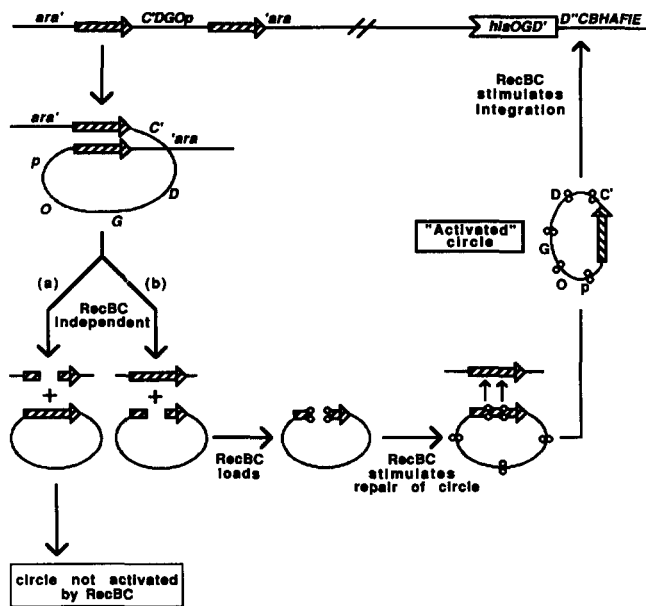 ara' C'DGOp 'ara hisOGD' D"CBHAFIE
RecBC
stimulates
integration
ara' C' 'ara
p
O
G
D
D C'
G
O
p
"Activated"
circle
(a) (b)
RecBC
independent
+ +
RecBC
loads
RecBC
stimulates
repair of circle
circle not activated
by RecBC